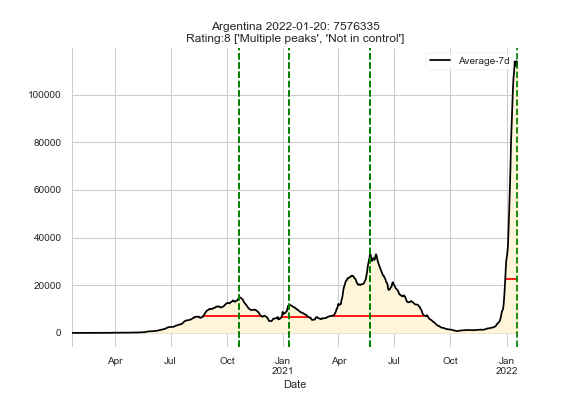 Argentina 2022-01-20: 7576335
Rating:8 ['Multiple peaks', 'Not in control']
Average-7d
100000
80000
60000
40000
20000
0
Apr Jul Oct Jan Apr Jul Oct Jan
2021 2022
Date